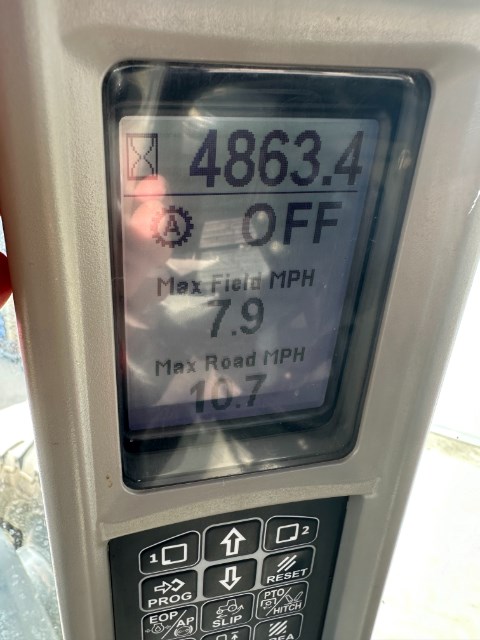 4863.4
A OFF
Max Field MPH
7.9
Max Road MPH
10.7
1 2
PROG RESET
EOP/AP SLIP PTO/HITCH